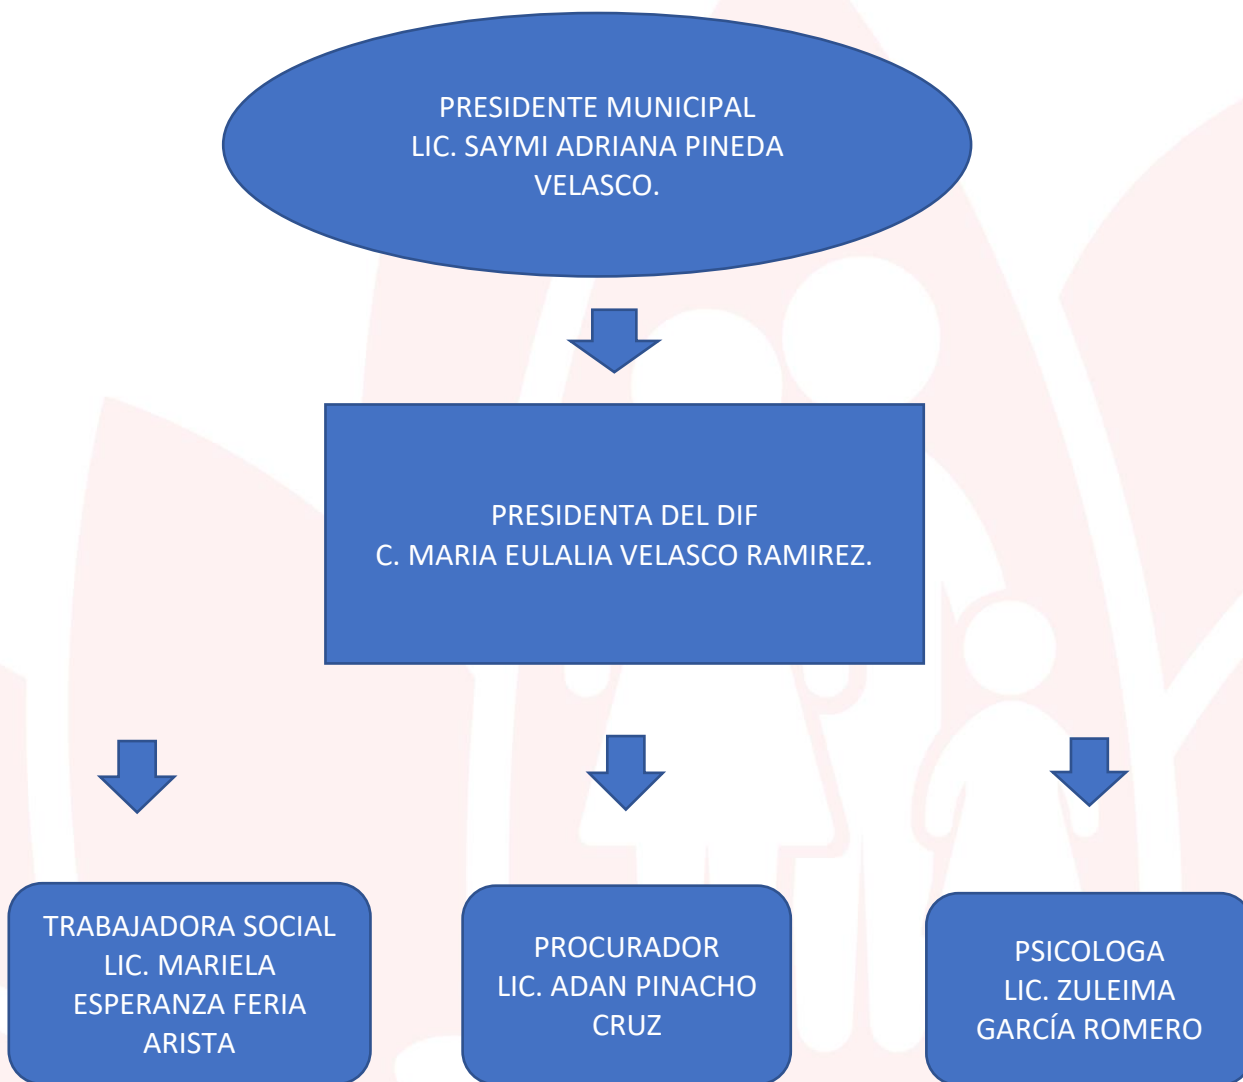 PRESIDENTE MUNICIPAL
LIC. SAYMI ADRIANA PINEDA
VELASCO.
PRESIDENTA DEL DIF
C. MARIA EULALIA VELASCO RAMIREZ.
TRABAJADORA SOCIAL
LIC. MARIELA
ESPERANZA FERIA
ARISTA
PROCURADOR
LIC. ADAN PINACHO
CRUZ
PSICOLOGA
LIC. ZULEIMA
GARCÍA ROMERO